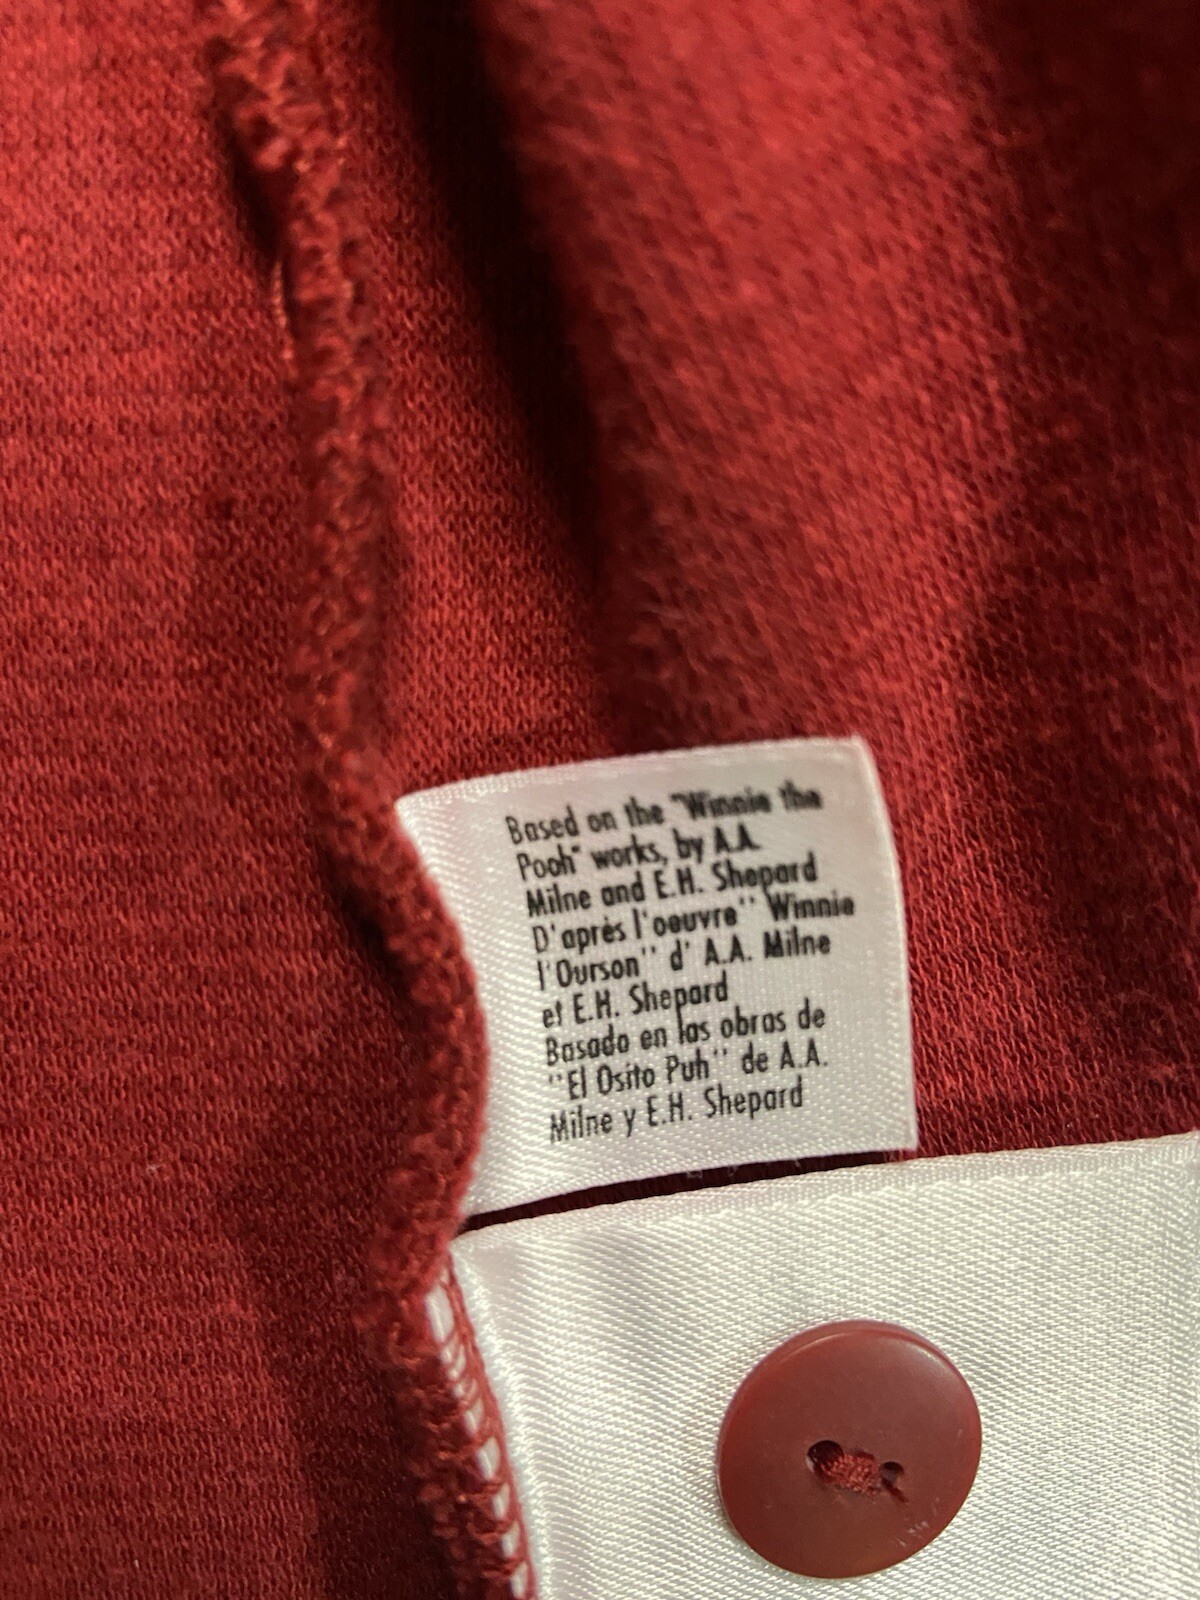 Based on the "Winnie the
Pooh" works, by A.A.
Milne and E.H. Shepard
D'après l'oeuvre'' Winnie
l'Ourson'' d' A.A. Milne
et E.H. Shepard
Basado en las obras de
''El Osito Puh'' de A.A.
Milne y E.H. Shepard